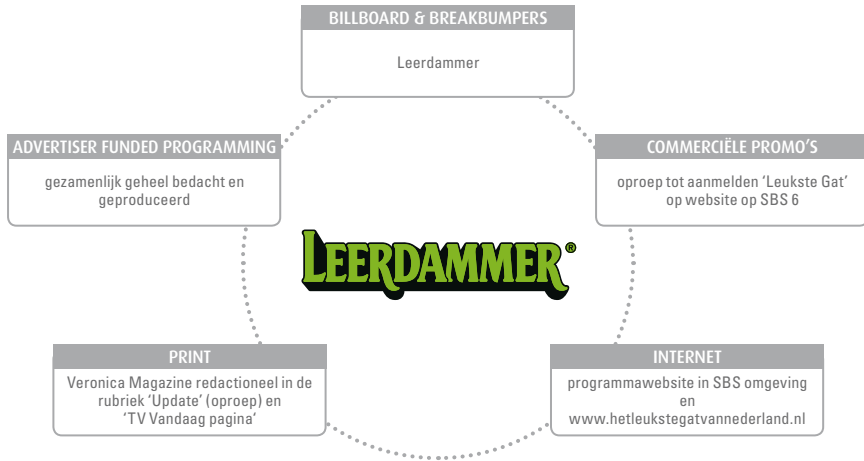 BILLBOARD & BREAKBUMPERS
Leerdammer
ADVERTISER FUNDED PROGRAMMING
gezamenlijk geheel bedacht en
geproduceerd
COMMERCIËLE PROMO'S
oproep tot aanmelden ‘Leukste Gat’
op website op SBS 6
LEERDAMMER®
PRINT
Veronica Magazine redactioneel in de
rubriek ‘Update’ (oproep) en
‘TV Vandaag pagina’
INTERNET
programmawebsite in SBS omgeving
en
www.hetleukstegatvannederland.nl